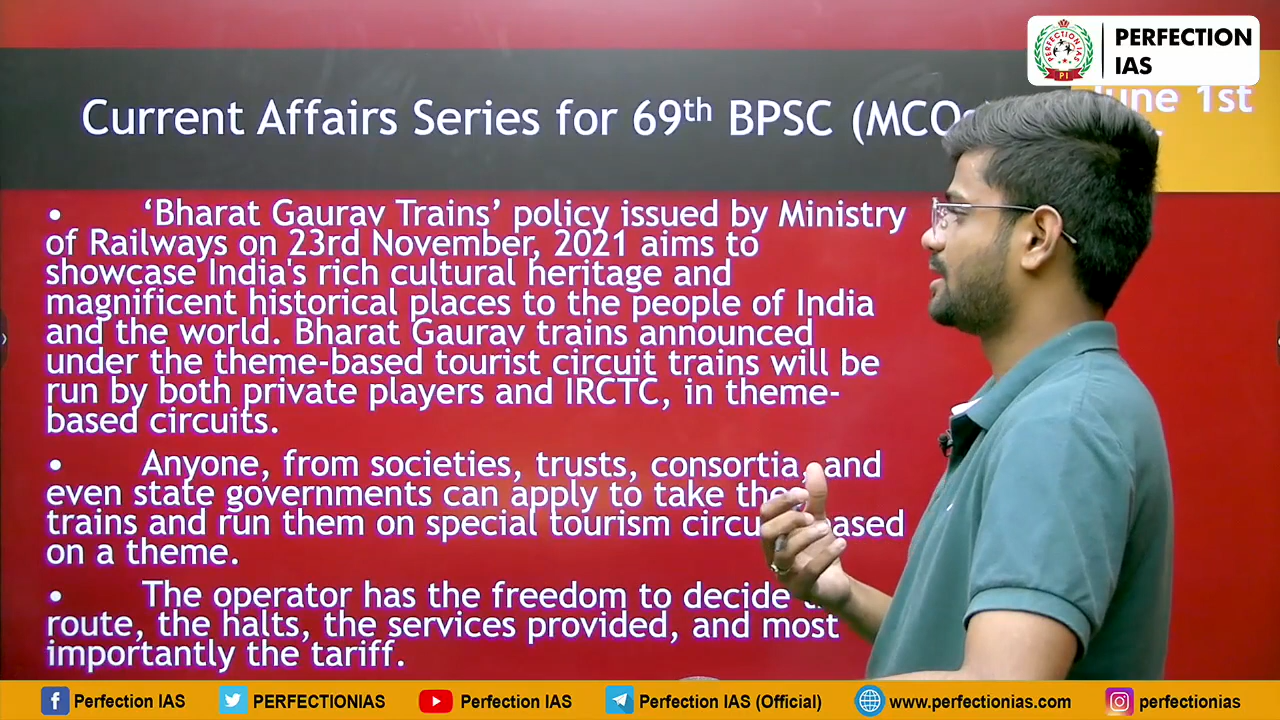 PERFECTION
IAS
PERFECTION IAS
PI
June 1st
Current Affairs Series for 69th BPSC (MCQs)
• ‘Bharat Gaurav Trains’ policy issued by Ministry
of Railways on 23rd November, 2021 aims to
showcase India's rich cultural heritage and
magnificent historical places to the people of India
and the world. Bharat Gaurav trains announced
under the theme-based tourist circuit trains will be
run by both private players and IRCTC, in theme-
based circuits.
• Anyone, from societies, trusts, consortia, and
even state governments can apply to take
trains and run them on special tourism based
on a theme.
• The operator has the freedom to decide
route, the halts, the services provided, and most
importantly the tariff.
Perfection IAS PERFECTIONIAS Perfection IAS Perfection IAS (Official) www.perfectionias.com perfectionias